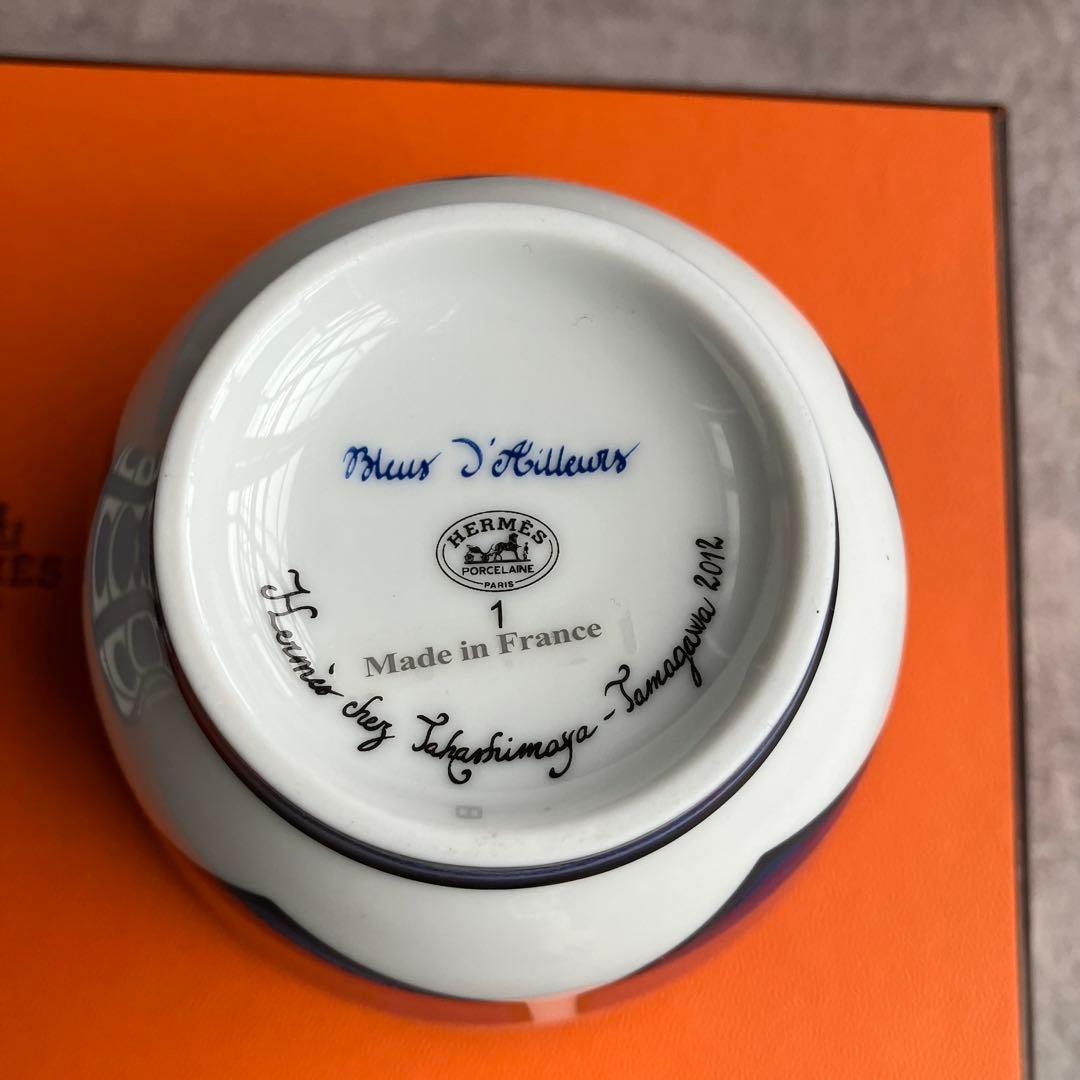 Bleus d'Ailleurs
HERMÈS
PORCELAINE
PARIS
1
Made in France
Hermès chez Takashimaya - Tamagawa 2012